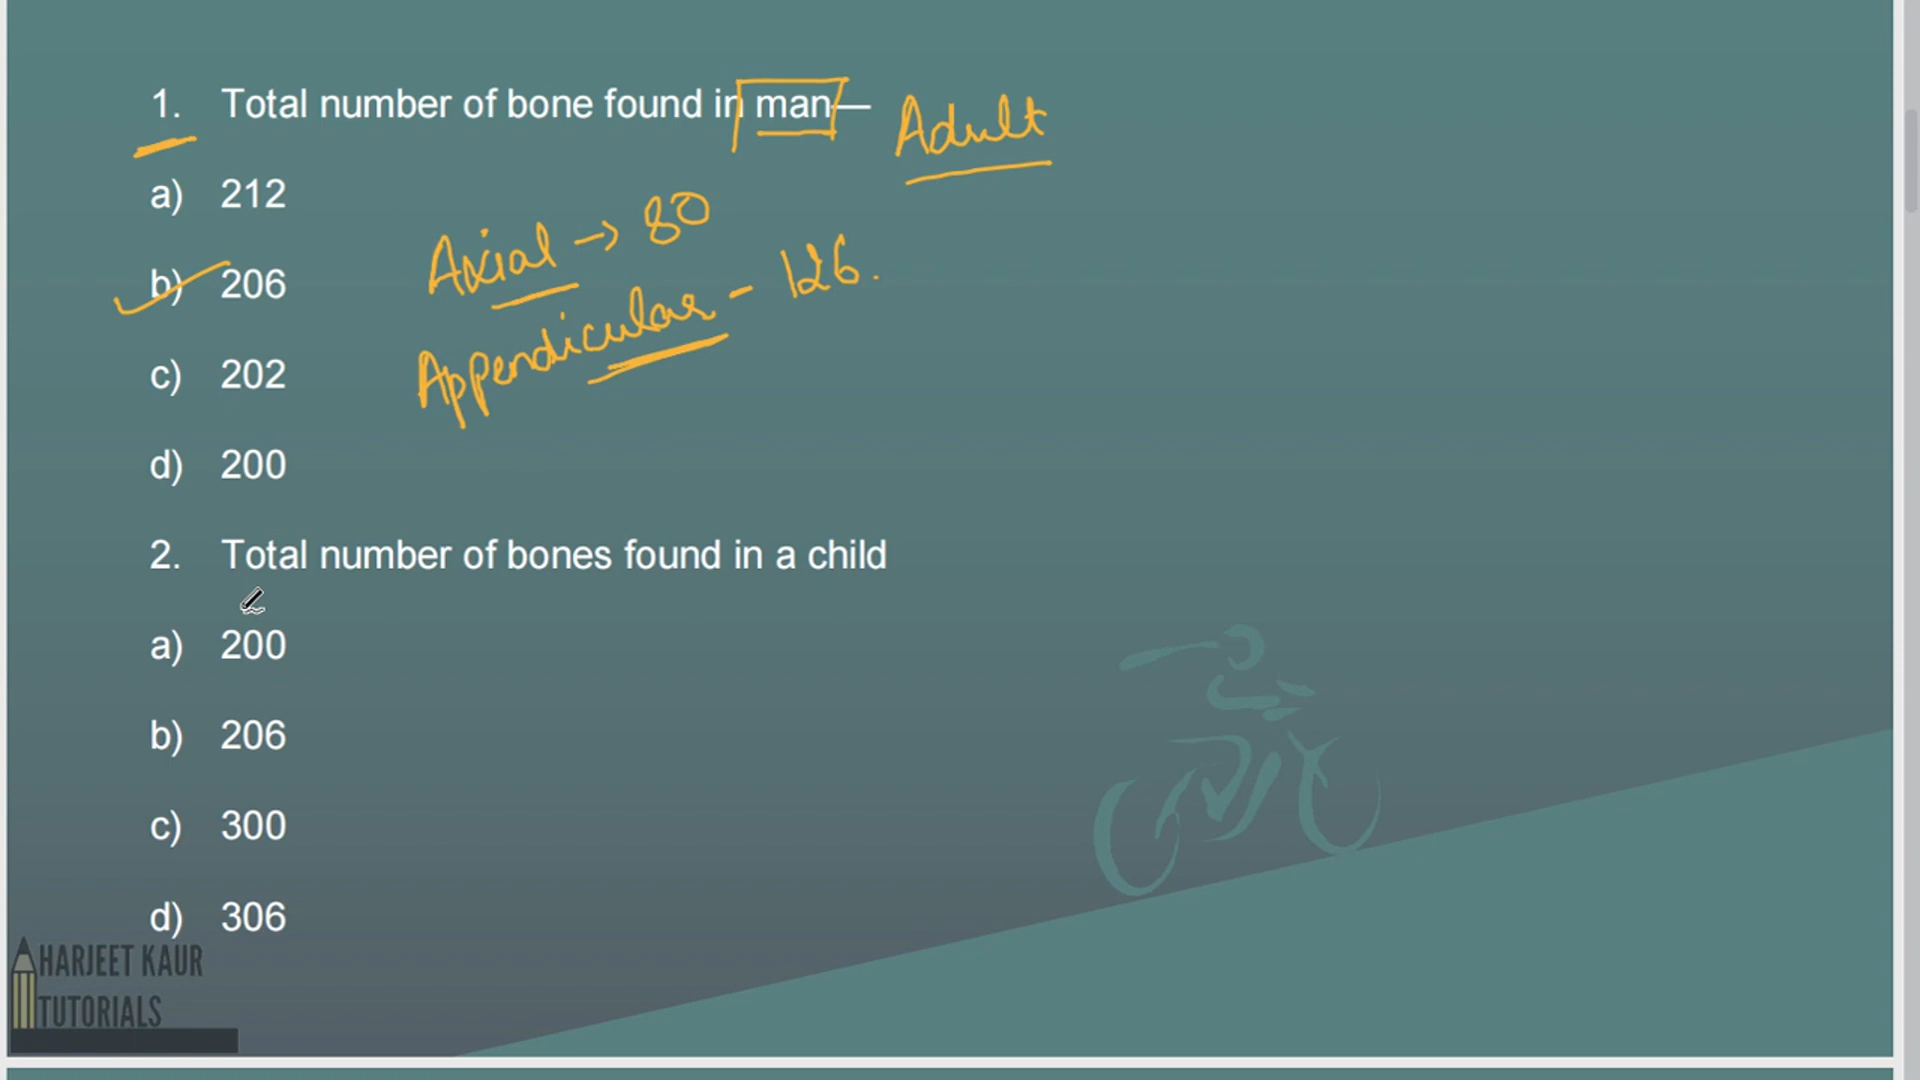 1. Total number of bone found in man—
Adult
a) 212
Axial → 80
b) 206
Appendicular - 126.
c) 202
d) 200
2. Total number of bones found in a child
a) 200
b) 206
c) 300
d) 306
HARJEET KAUR
TUTORIALS